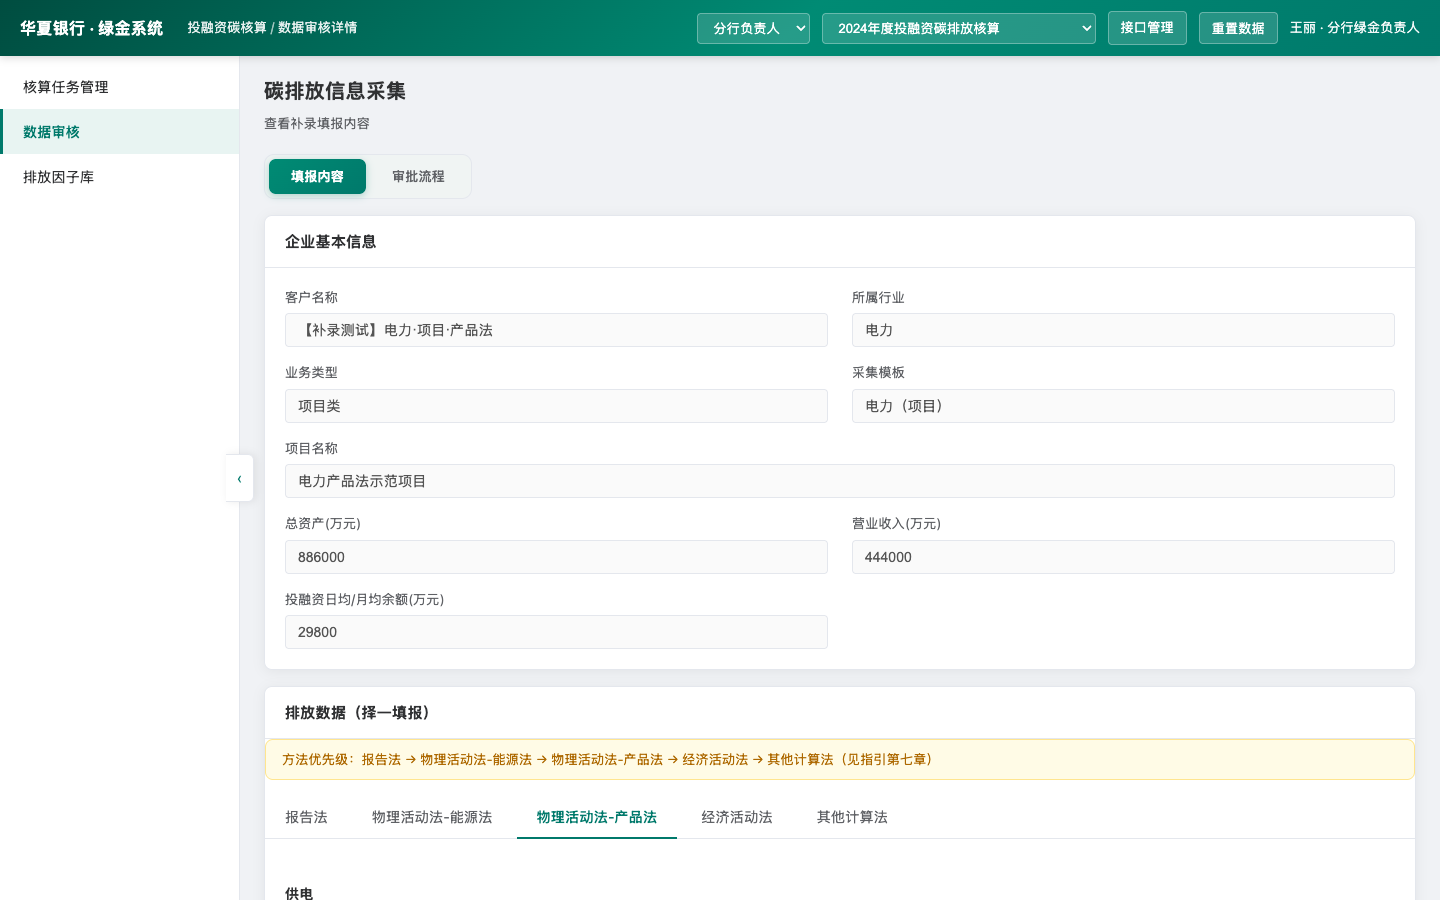 华夏银行 · 绿金系统 投融资碳核算 / 数据审核详情 分行负责人 2024年度投融资碳排放核算 接口管理 重置数据 王丽 · 分行绿金负责人
核算任务管理
数据审核
排放因子库
‹
碳排放信息采集
查看补录填报内容
填报内容 审批流程
企业基本信息
客户名称 所属行业
【补录测试】电力·项目·产品法 电力
业务类型 采集模板
项目类 电力（项目）
项目名称
电力产品法示范项目
总资产(万元) 营业收入(万元)
886000 444000
投融资日均/月均余额(万元)
29800
排放数据（择一填报）
方法优先级：报告法 → 物理活动法-能源法 → 物理活动法-产品法 → 经济活动法 → 其他计算法（见指引第七章）
报告法 物理活动法-能源法 物理活动法-产品法 经济活动法 其他计算法
供电